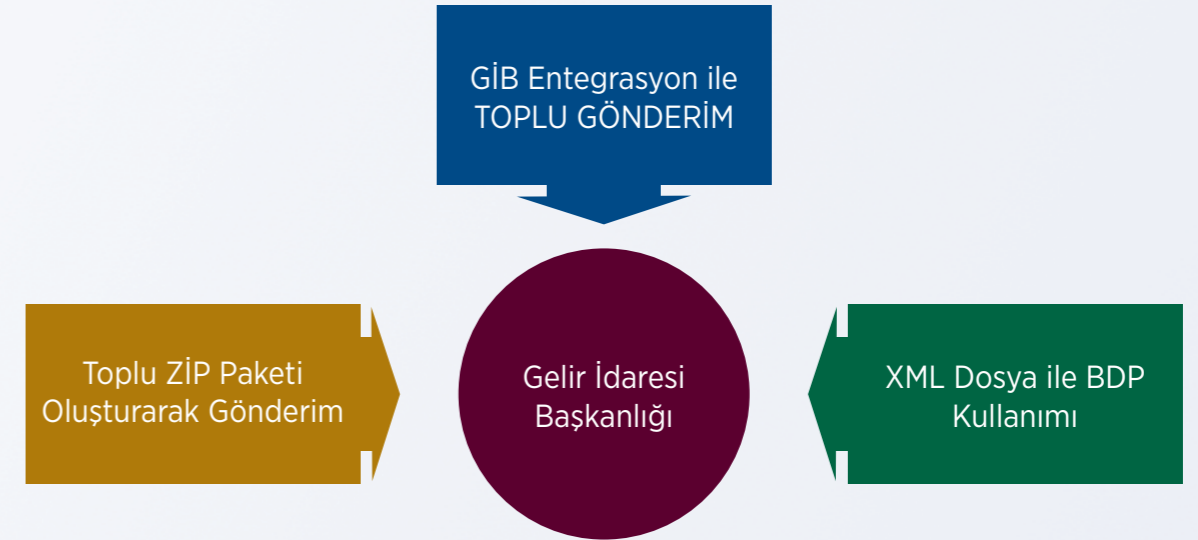 GİB Entegrasyon ile
TOPLU GÖNDERİM
Toplu ZİP Paketi
Oluşturarak Gönderim
Gelir İdaresi
Başkanlığı
XML Dosya ile BDP
Kullanımı